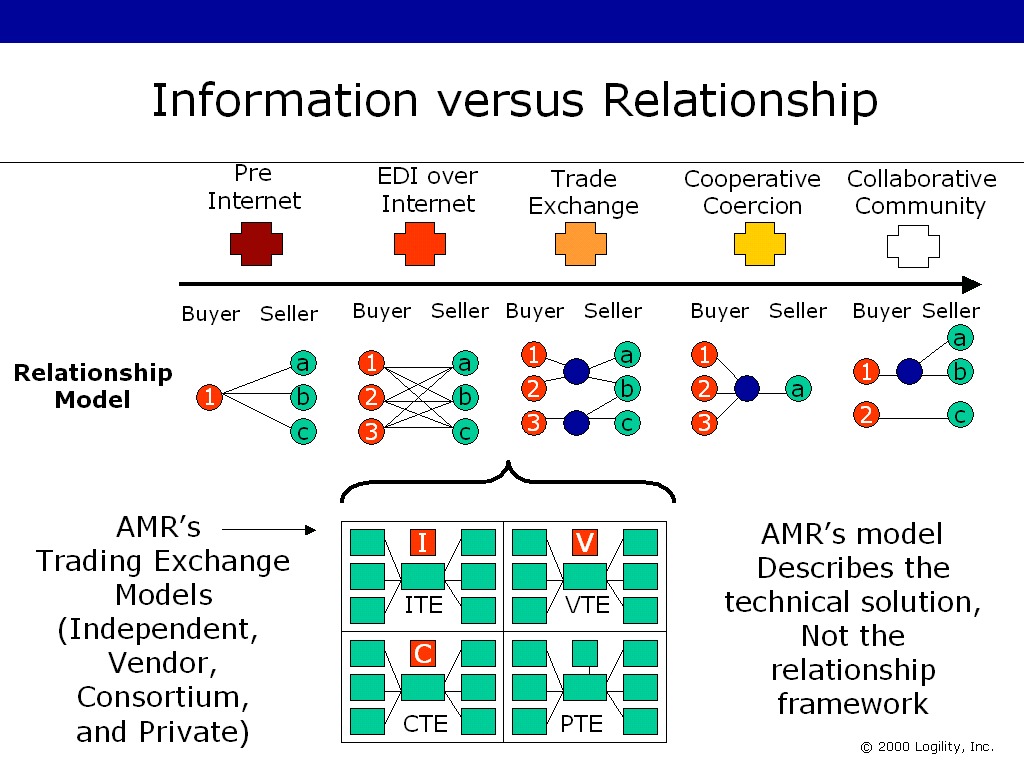 Information versus Relationship
Pre
Internet
EDI over
Internet
Trade
Exchange
Cooperative
Coercion
Collaborative
Community
Buyer Seller
Buyer Seller
Buyer Seller
Buyer Seller
Buyer Seller
Relationship
Model
1
a
b
c
1
2
3
a
b
c
1
2
3
a
b
c
1
2
3
a
1
2
a
b
c
AMR's
Trading Exchange
Models
(Independent,
Vendor,
Consortium,
and Private)
I
ITE
V
VTE
C
CTE
PTE
AMR's model
Describes the
technical solution,
Not the
relationship
framework
© 2000 Logility, Inc.